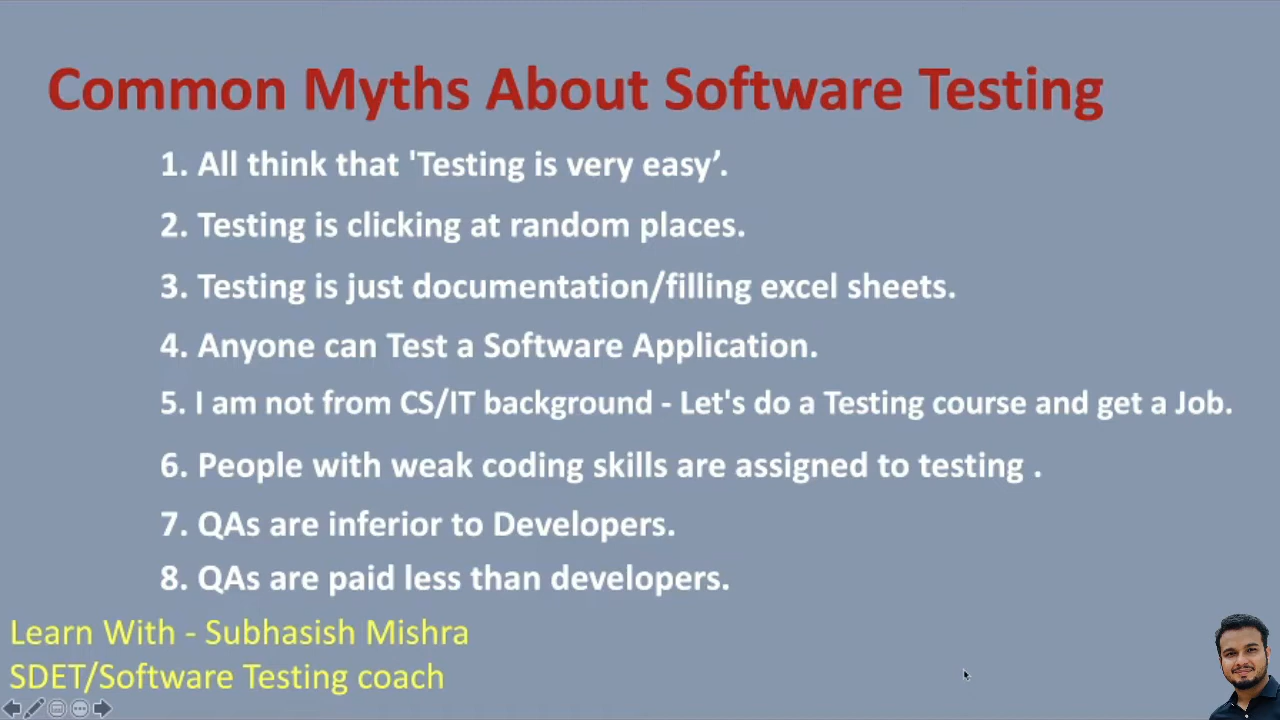 Common Myths About Software Testing
1. All think that 'Testing is very easy’.
2. Testing is clicking at random places.
3. Testing is just documentation/filling excel sheets.
4. Anyone can Test a Software Application.
5. I am not from CS/IT background - Let's do a Testing course and get a Job.
6. People with weak coding skills are assigned to testing .
7. QAs are inferior to Developers.
8. QAs are paid less than developers.
Learn With - Subhasish Mishra
SDET/Software Testing coach